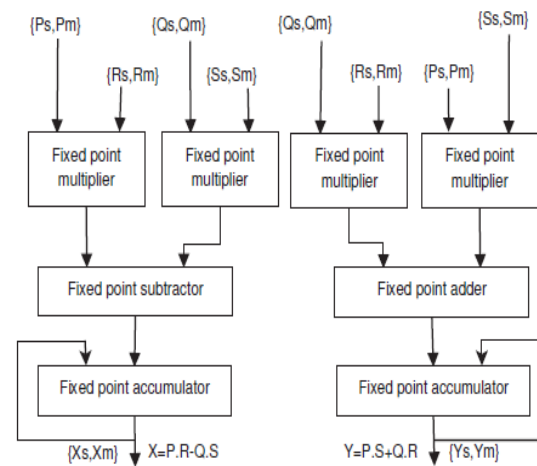 {Ps,Pm}
{Qs,Qm}
{Qs,Qm}
{Ss,Sm}
{Rs,Rm}
{Ss,Sm}
{Rs,Rm}
{Ps,Pm}
Fixed point
multiplier
Fixed point
multiplier
Fixed point
multiplier
Fixed point
multiplier
Fixed point subtractor
Fixed point adder
Fixed point accumulator
Fixed point accumulator
{Xs,Xm}
X=P.R-Q.S
Y=P.S+Q.R
{Ys,Ym}